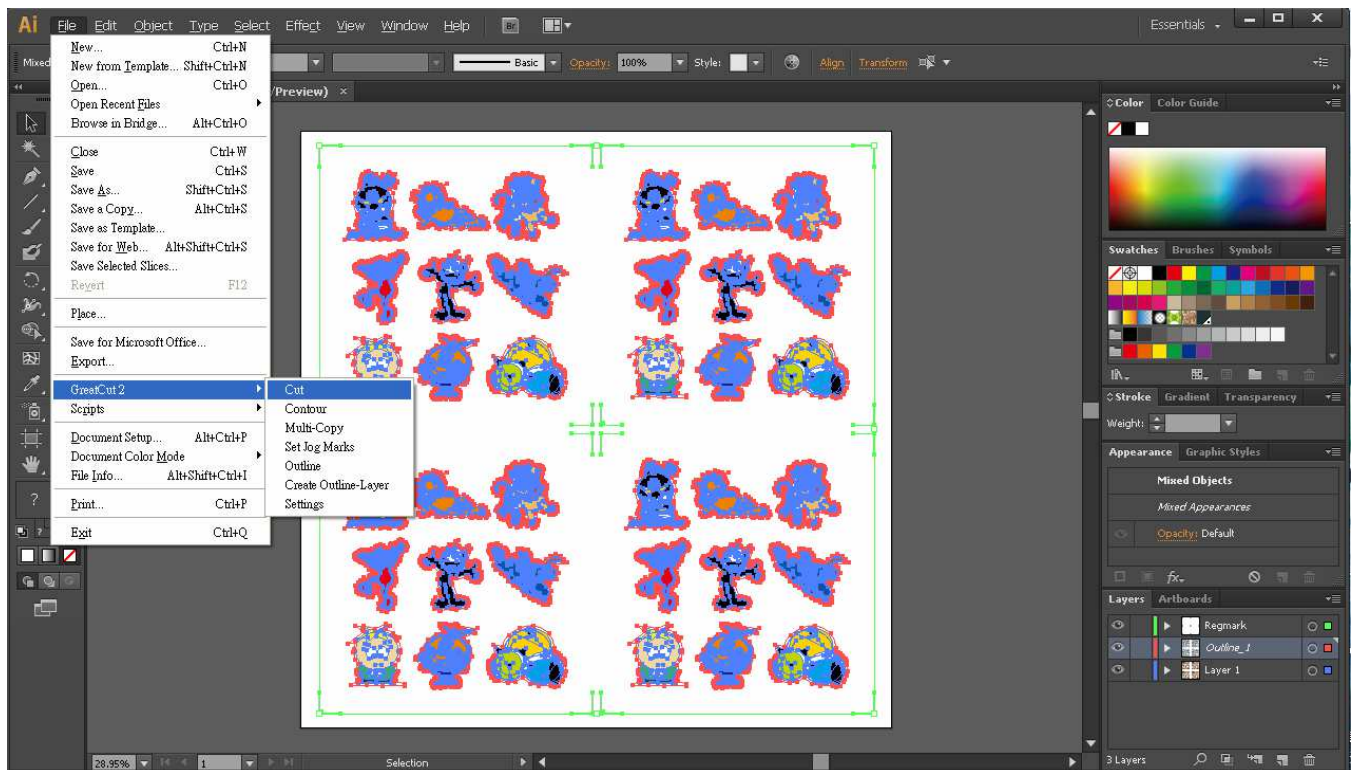 Ai File Edit Object Type Select Effect View Window Help Br Essentials
Mixed Basic Opacity: 100% Style: Align Transform
/Preview) ×
New... Ctrl+N
New from Template... Shift+Ctrl+N
Open... Ctrl+O
Open Recent Files
Browse in Bridge... Alt+Ctrl+O
Close Ctrl+W
Save Ctrl+S
Save As... Shift+Ctrl+S
Save a Copy... Alt+Ctrl+S
Save as Template...
Save for Web... Alt+Shift+Ctrl+S
Save Selected Slices...
Revert F12
Place...
Save for Microsoft Office...
Export...
GreatCut 2
Scripts
Document Setup... Alt+Ctrl+P
Document Color Mode
File Info... Alt+Shift+Ctrl+I
Print... Ctrl+P
Exit Ctrl+Q
Cut
Contour
Multi-Copy
Set Jog Marks
Outline
Create Outline-Layer
Settings
Color Color Guide
Swatches Brushes Symbols
Stroke Gradient Transparency
Weight:
Appearance Graphic Styles
Mixed Objects
Mixed Appearances
Opacity: Default
fx
Layers Artboards
Regmark
Outline_1
Layer 1
3 Layers
28.95% 1 Selection